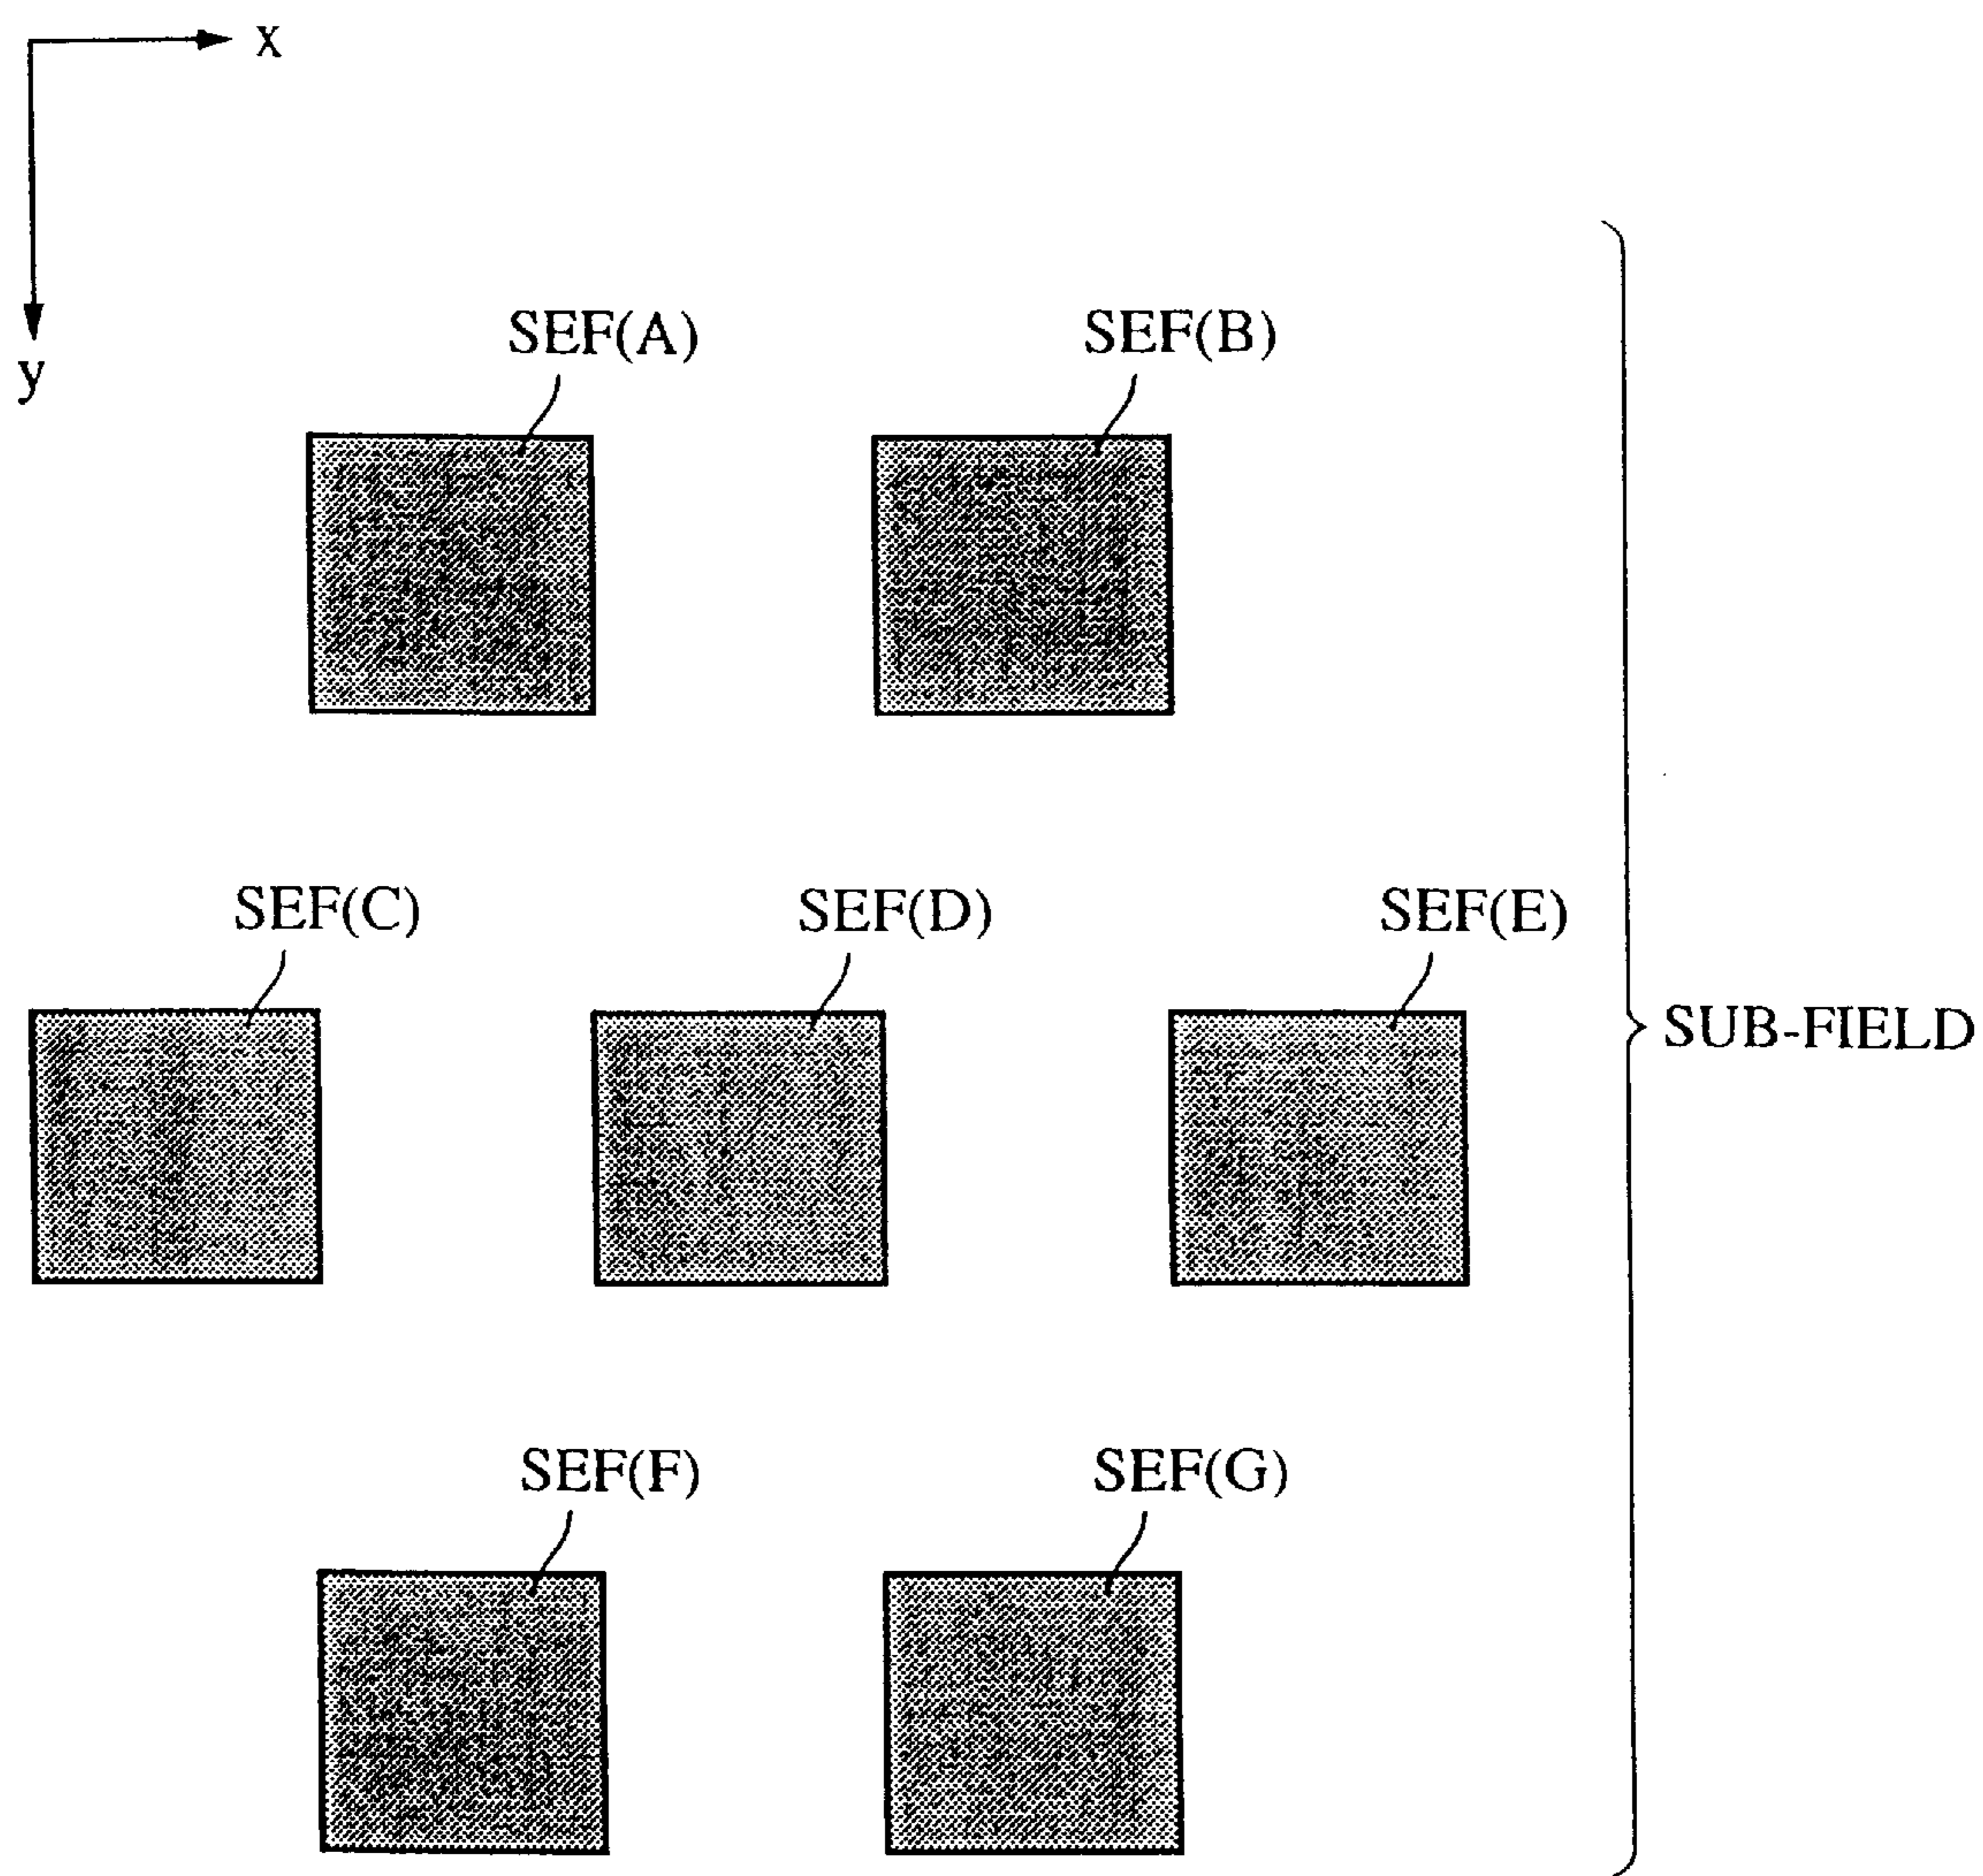 x
y
SEF(A)
SEF(B)
SEF(C)
SEF(D)
SEF(E)
SUB-FIELD
SEF(F)
SEF(G)